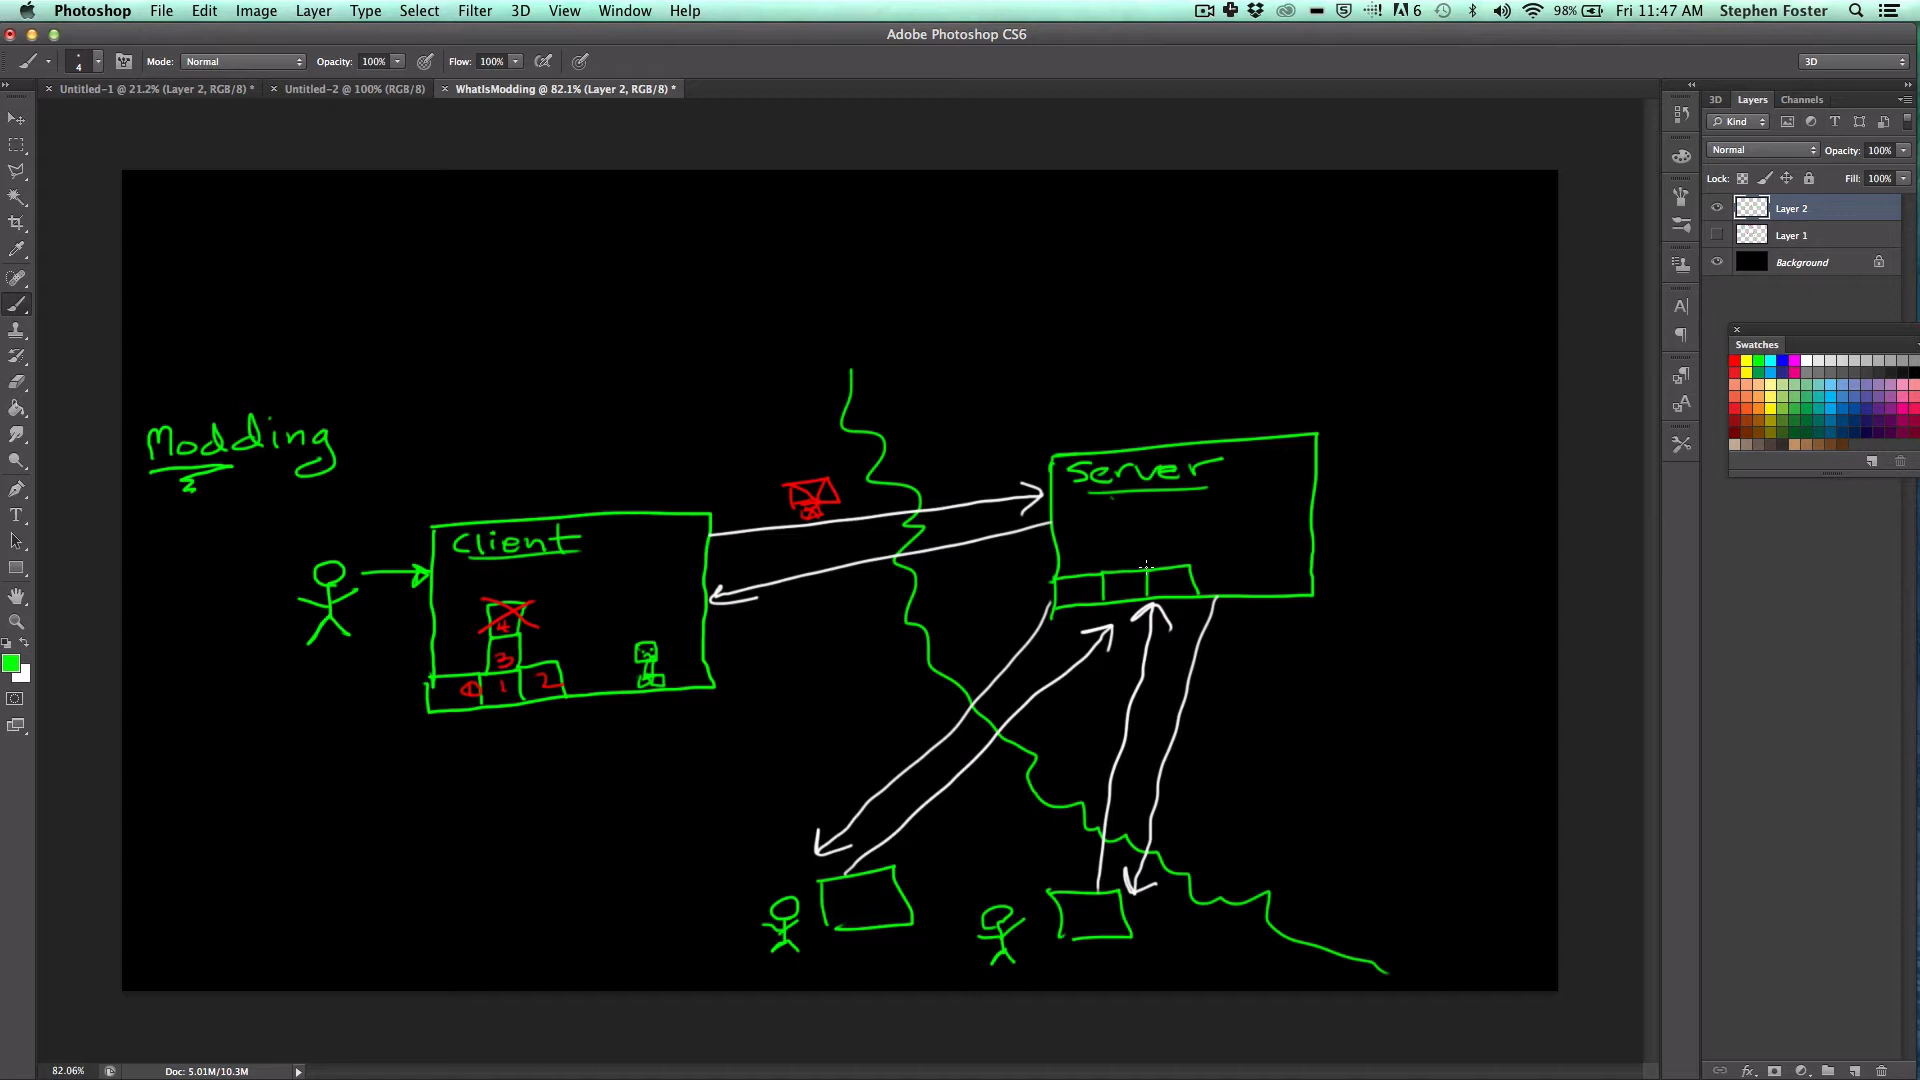 Photoshop File Edit Image Layer Type Select Filter 3D View Window Help 6 98% Fri 11:47 AM Stephen Foster
Adobe Photoshop CS6
4 Mode: Normal Opacity: 100% Flow: 100% 3D
Untitled-1 @ 21.2% (Layer 2, RGB/8) * Untitled-2 @ 100% (RGB/8) WhatIsModding @ 82.1% (Layer 2, RGB/8) *
3D Layers Channels
Kind
Normal Opacity: 100%
Lock: Fill: 100%
Layer 2
Layer 1
Background
Swatches
Modding
Server
Client
4
3
1 2
82.06% Doc: 5.01M/10.3M